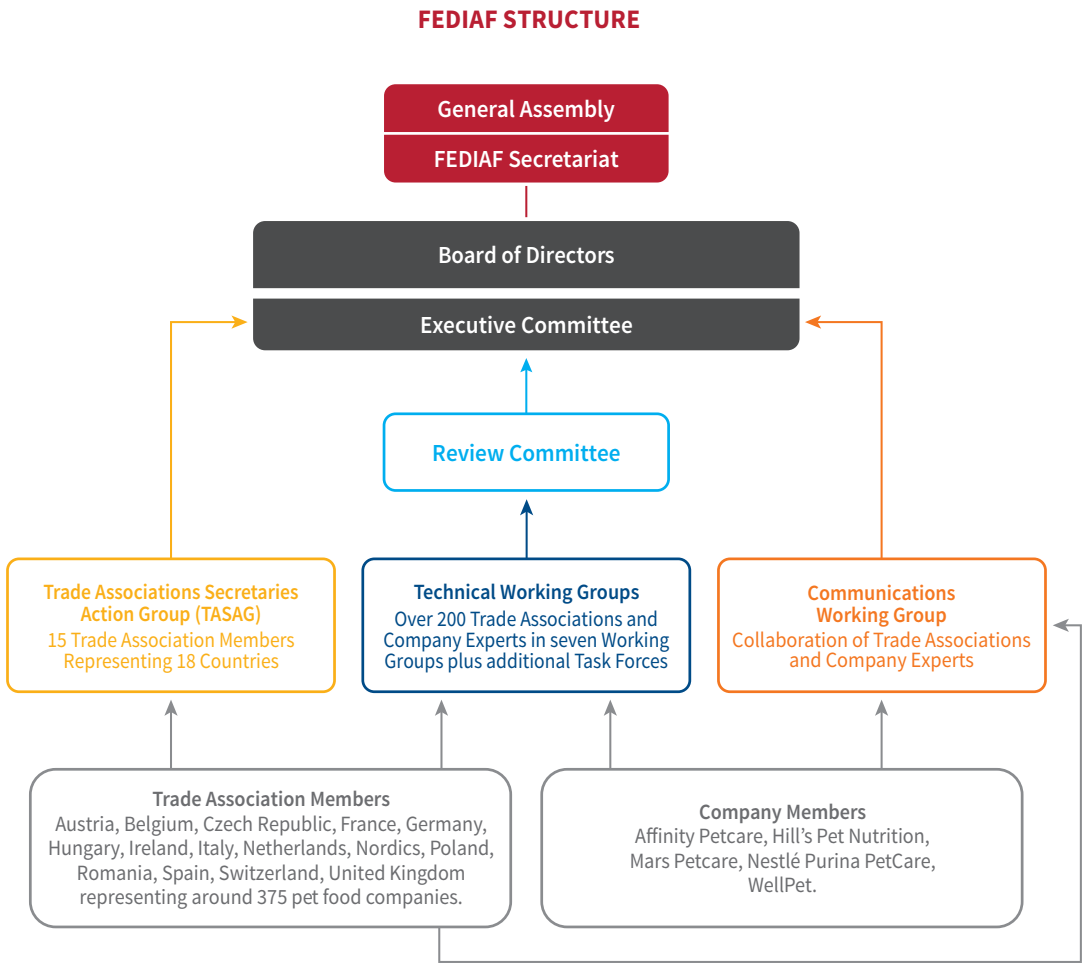 FEDIAF STRUCTURE
General Assembly
FEDIAF Secretariat
Board of Directors
Executive Committee
Review Committee
Trade Associations Secretaries
Action Group (TASAG)
15 Trade Association Members
Representing 18 Countries
Technical Working Groups
Over 200 Trade Associations and
Company Experts in seven Working
Groups plus additional Task Forces
Communications
Working Group
Collaboration of Trade Associations
and Company Experts
Trade Association Members
Austria, Belgium, Czech Republic, France, Germany,
Hungary, Ireland, Italy, Netherlands, Nordics, Poland,
Romania, Spain, Switzerland, United Kingdom
representing around 375 pet food companies.
Company Members
Affinity Petcare, Hill's Pet Nutrition,
Mars Petcare, Nestlé Purina PetCare,
WellPet.